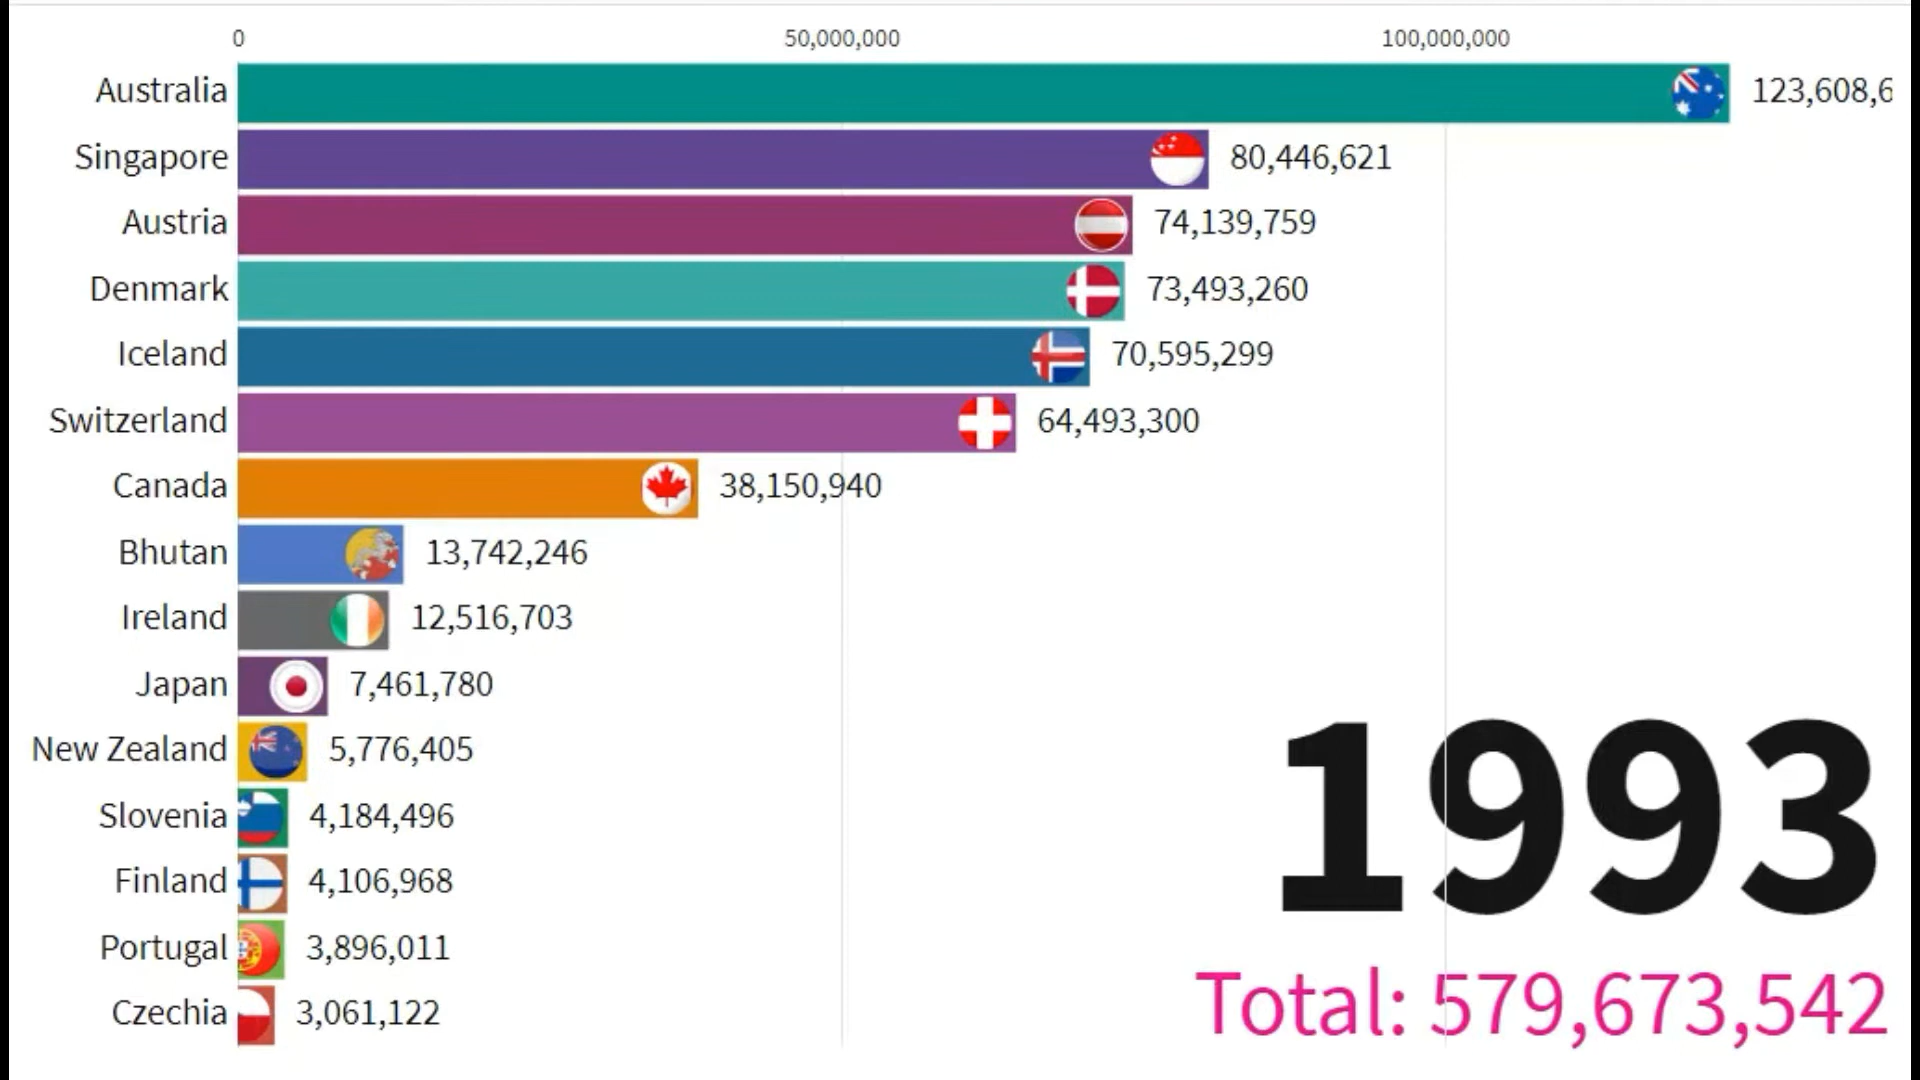 0 50,000,000 100,000,000
Australia 123,608,6
Singapore 80,446,621
Austria 74,139,759
Denmark 73,493,260
Iceland 70,595,299
Switzerland 64,493,300
Canada 38,150,940
Bhutan 13,742,246
Ireland 12,516,703
Japan 7,461,780
New Zealand 5,776,405
Slovenia 4,184,496
Finland 4,106,968
Portugal 3,896,011
Czechia 3,061,122
1993
Total: 579,673,542